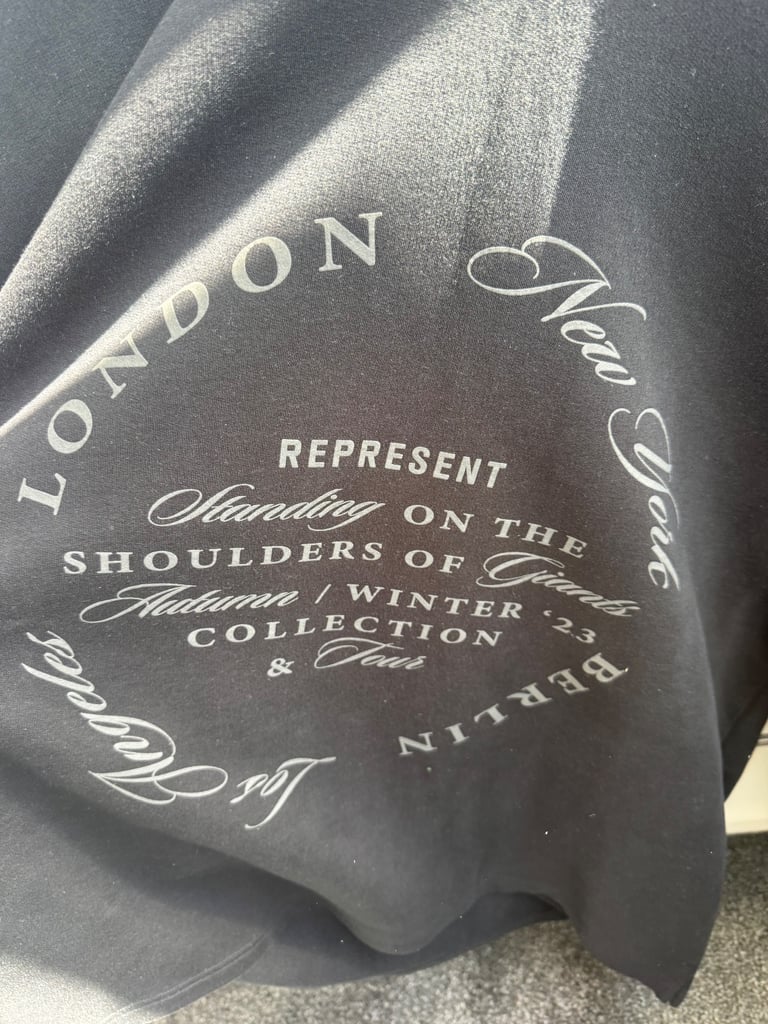 LONDON
New York
REPRESENT
Standing ON THE
SHOULDERS OF Giants
Autumn / WINTER '23
COLLECTION
& Tour
BERLIN
Los Angeles